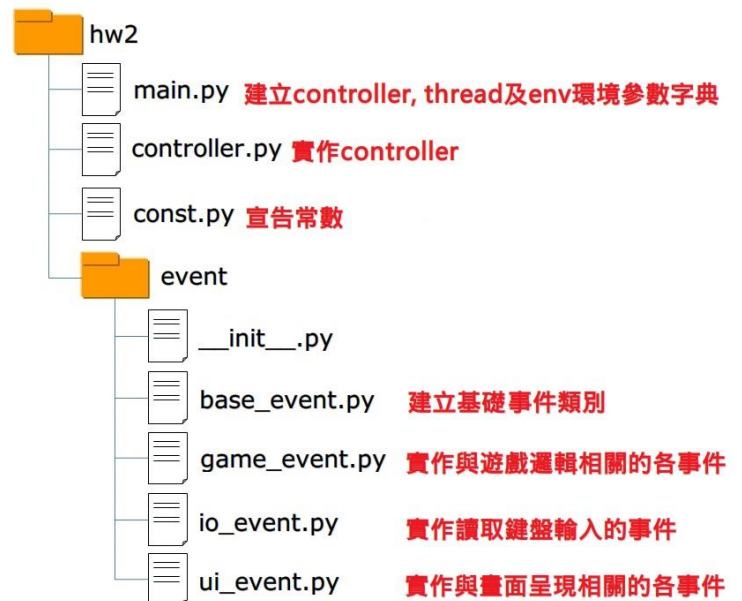 hw2
main.py 建立controller, thread及env環境參數字典
controller.py 實作controller
const.py 宣告常數
event
__init__.py
base_event.py 建立基礎事件類別
game_event.py 實作與遊戲邏輯相關的各事件
io_event.py 實作讀取鍵盤輸入的事件
ui_event.py 實作與畫面呈現相關的各事件